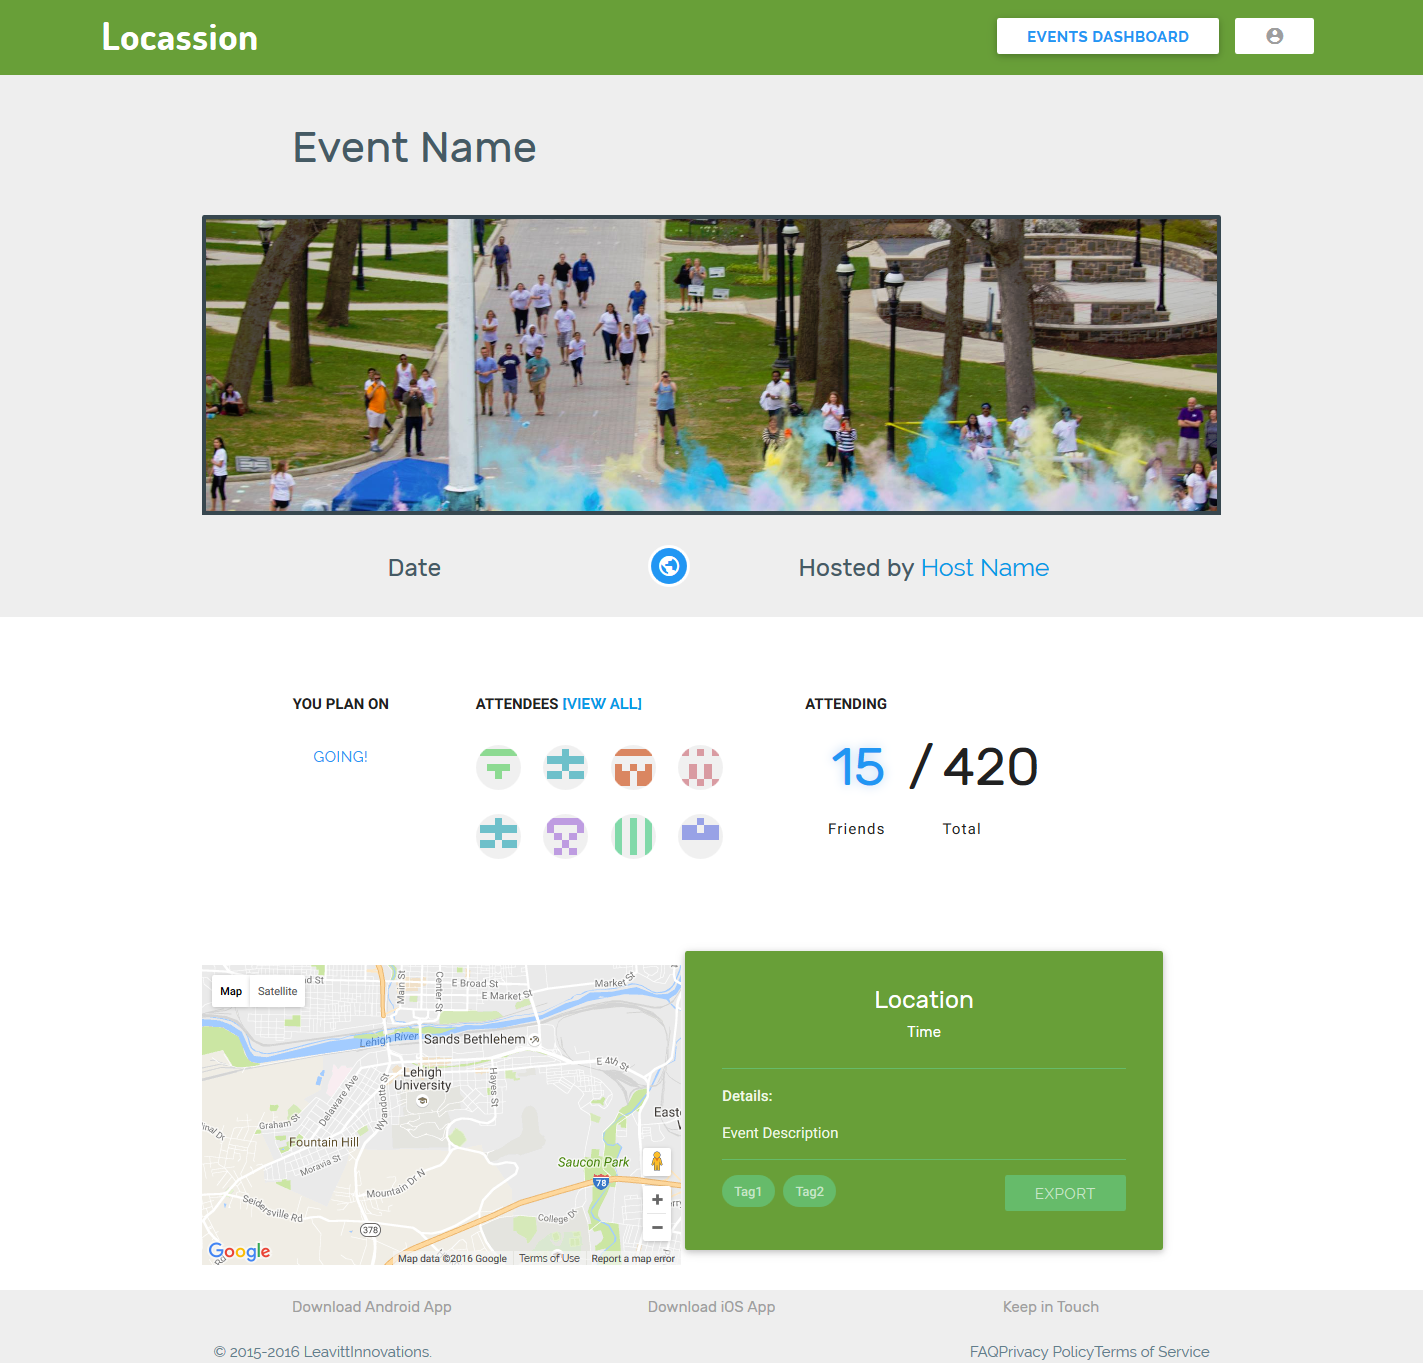 Locassion
EVENTS DASHBOARD
Event Name
Date
Hosted by Host Name
YOU PLAN ON
ATTENDEES [VIEW ALL]
ATTENDING
GOING!
15 / 420
Friends
Total
Map
Satellite
Main St
Center St
E Broad St
E Market St
Market St
Lehigh River
Sands Bethlehem
E 4th St
Lehigh
University
Hayes St
Delaware Ave
Wyandotte St
Graham St
Fountain Hill
Moravia St
Saucon Park
78
Mountain Dr N
Seidersville Rd
378
College Dr
Google
Map data ©2016 Google
Terms of Use
Report a map error
Location
Time
Details:
Event Description
Tag1
Tag2
EXPORT
Download Android App
Download iOS App
Keep in Touch
© 2015-2016 LeavittInnovations.
FAQPrivacy PolicyTerms of Service